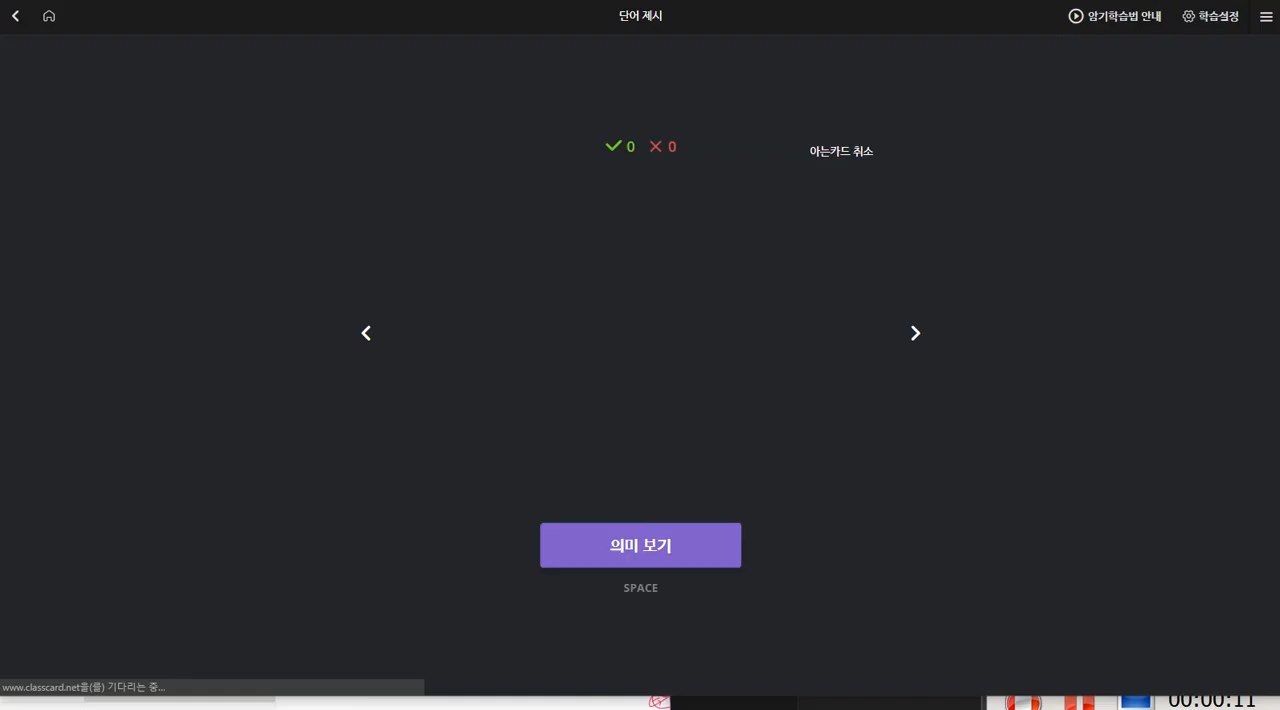 단어 제시
암기학습법 안내
학습설정
0
0
아는카드 취소
의미 보기
SPACE
www.classcard.net을(를) 기다리는 중...
00:00:11